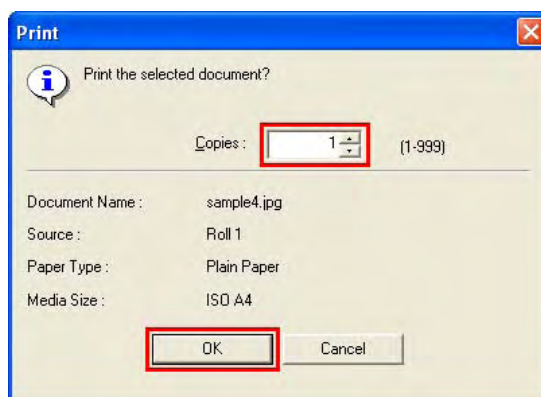 Print
Print the selected document?
Copies : 1 (1-999)
Document Name : sample4.jpg
Source : Roll 1
Paper Type : Plain Paper
Media Size : ISO A4
OK Cancel